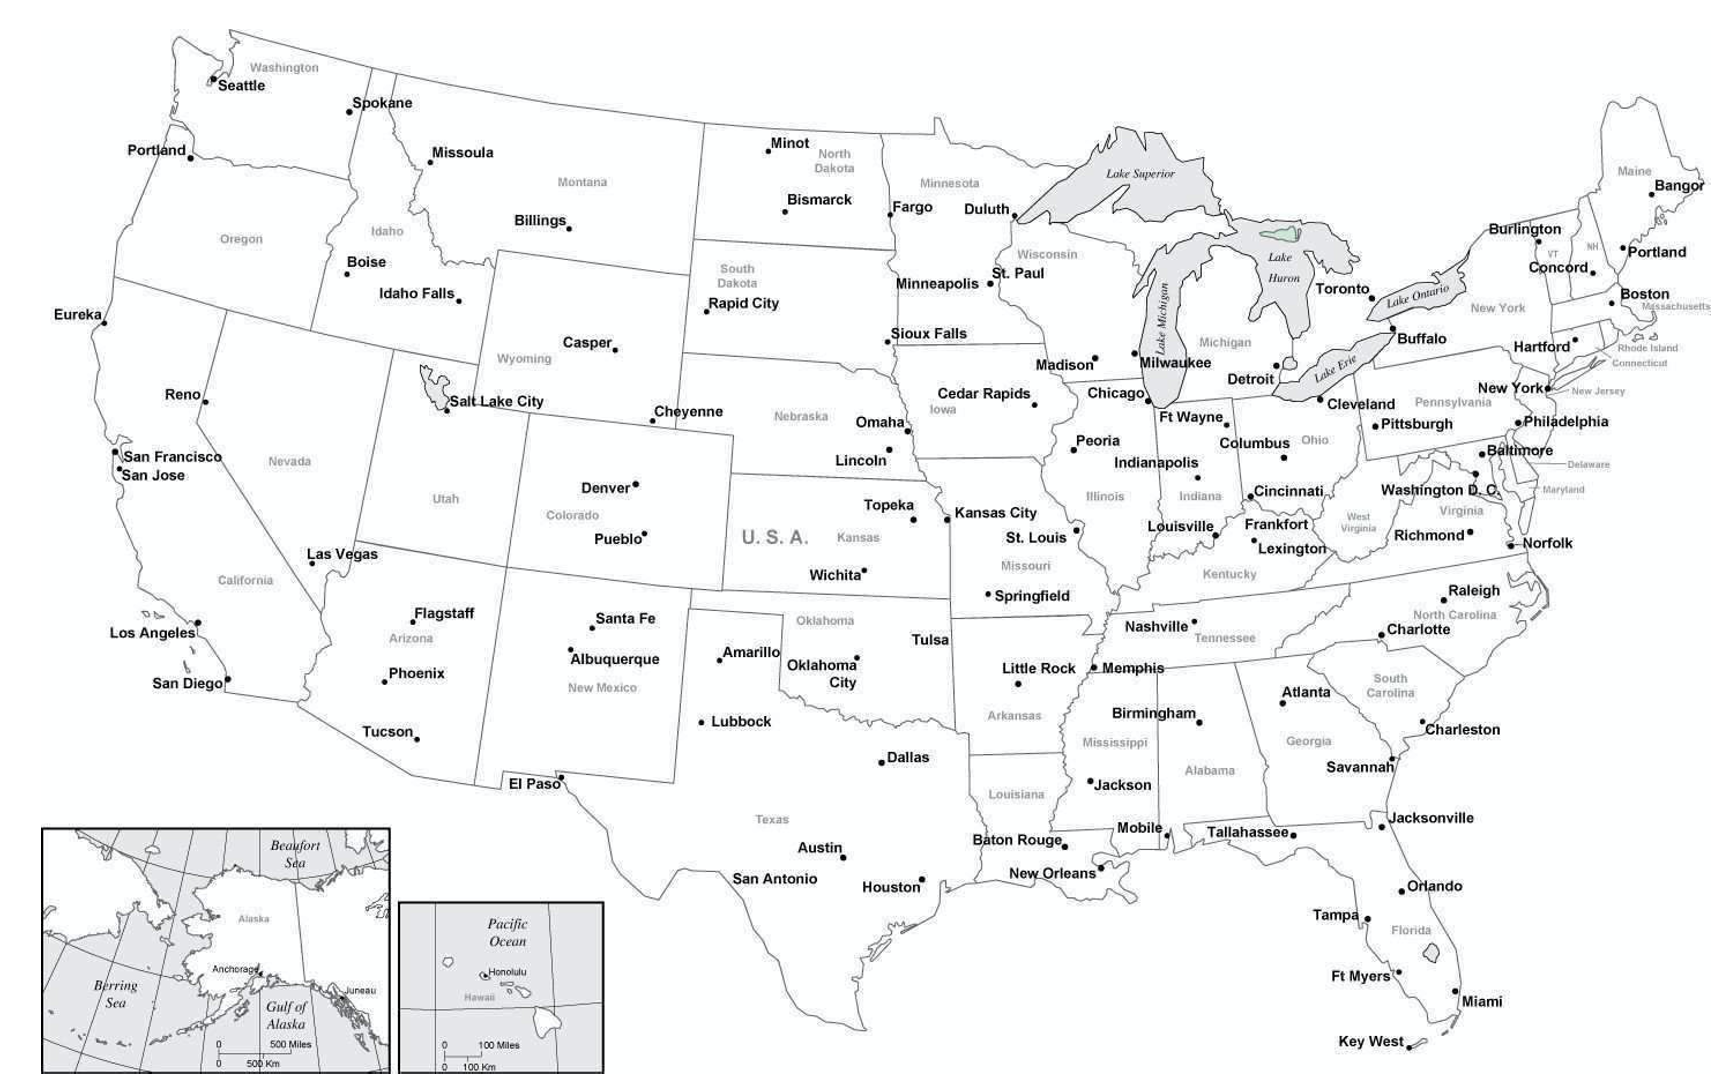 Washington
Seattle
Spokane
Portland
Missoula
Montana
Minot
North
Dakota
Bismarck
Fargo
Minnesota
Duluth
Lake Superior
Maine
Bangor
Billings
Oregon
Idaho
Boise
Idaho Falls
South
Dakota
Rapid City
Minneapolis
St. Paul
Wisconsin
Lake
Huron
Toronto
Lake Ontario
Burlington
VT
NH
Portland
Concord
Boston
Massachusetts
New York
Eureka
Casper
Wyoming
Sioux Falls
Madison
Milwaukee
Lake Michigan
Michigan
Detroit
Lake Erie
Buffalo
Hartford
Rhode Island
Connecticut
Reno
Salt Lake City
Cheyenne
Nebraska
Omaha
Lincoln
Cedar Rapids
Iowa
Chicago
Ft Wayne
Cleveland
Pittsburgh
Pennsylvania
New York
New Jersey
Philadelphia
San Francisco
San Jose
Nevada
Utah
Denver
Colorado
Pueblo
Topeka
U. S. A.
Kansas
Wichita
Kansas City
St. Louis
Missouri
Springfield
Peoria
Illinois
Indianapolis
Indiana
Columbus
Ohio
Cincinnati
Louisville
Frankfort
Lexington
Kentucky
West
Virginia
Baltimore
Washington D. C.
Delaware
Maryland
Virginia
Richmond
Norfolk
Las Vegas
California
Los Angeles
San Diego
Flagstaff
Arizona
Phoenix
Tucson
Santa Fe
Albuquerque
New Mexico
Amarillo
Lubbock
Oklahoma
Tulsa
Oklahoma
City
Little Rock
Arkansas
Memphis
Nashville
Tennessee
Raleigh
North Carolina
Charlotte
South
Carolina
Charleston
Atlanta
Georgia
Savannah
Birmingham
Mississippi
Alabama
Jackson
El Paso
Dallas
Texas
Austin
San Antonio
Houston
Louisiana
Baton Rouge
New Orleans
Mobile
Tallahassee
Jacksonville
Orlando
Tampa
Florida
Ft Myers
Miami
Key West
Beaufort
Sea
Alaska
Anchorage
Juneau
Berring
Sea
Gulf of
Alaska
0 500 Miles
0 500 Km
Pacific
Ocean
Honolulu
Hawaii
0 100 Miles
0 100 Km